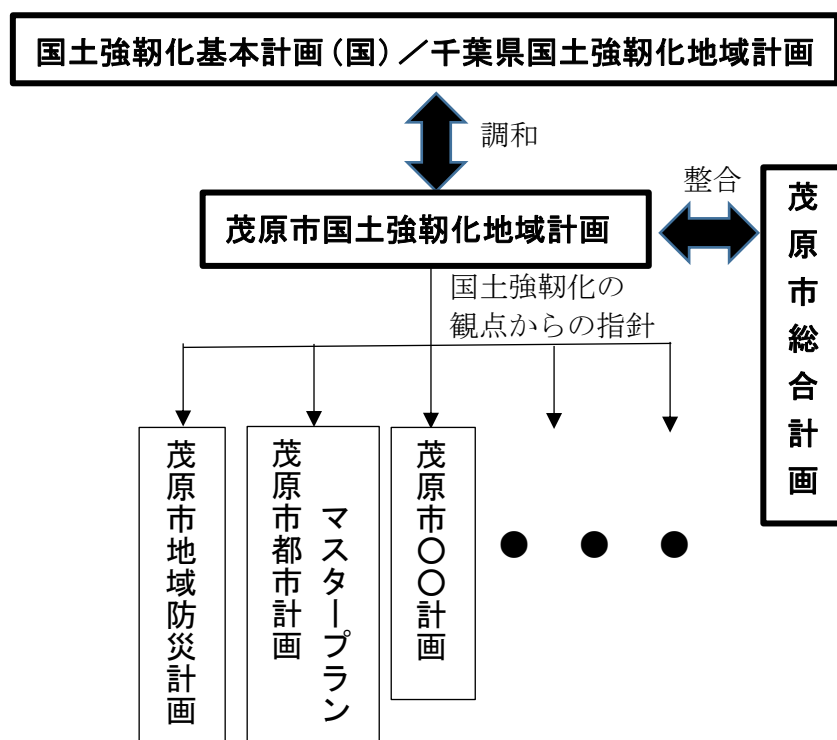 国土強靭化基本計画(国)/千葉県国土強靭化地域計画
調和
整合
茂原市国土強靭化地域計画
茂原市総合計画
国土強靭化の
観点からの指針
茂原市地域防災計画
茂原市都市計画
マスタープラン
茂原市〇〇計画